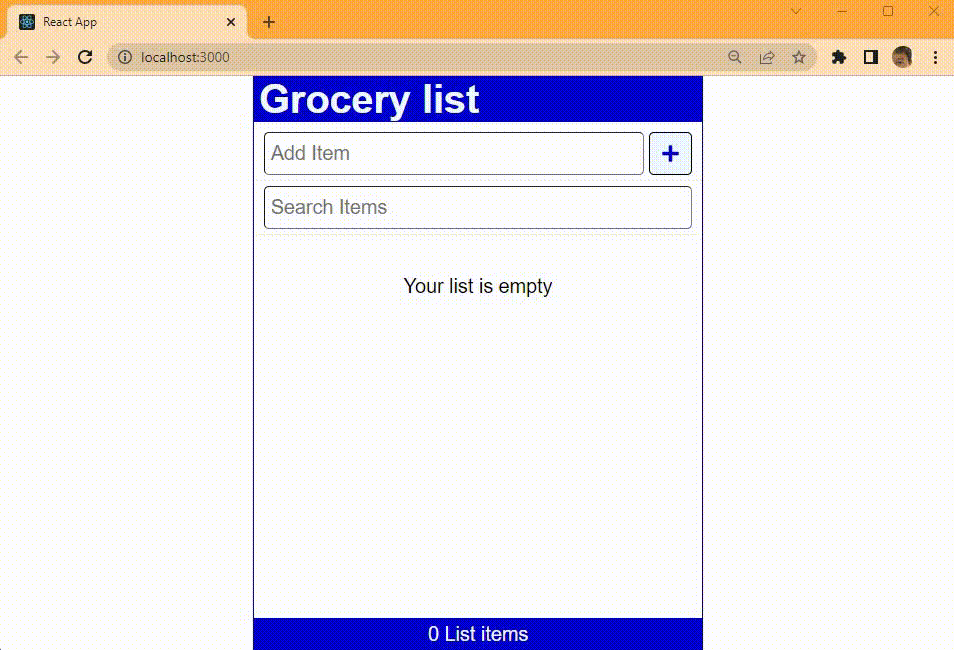 React App
localhost:3000
Grocery list
Add Item
+
Search Items
Your list is empty
0 List items